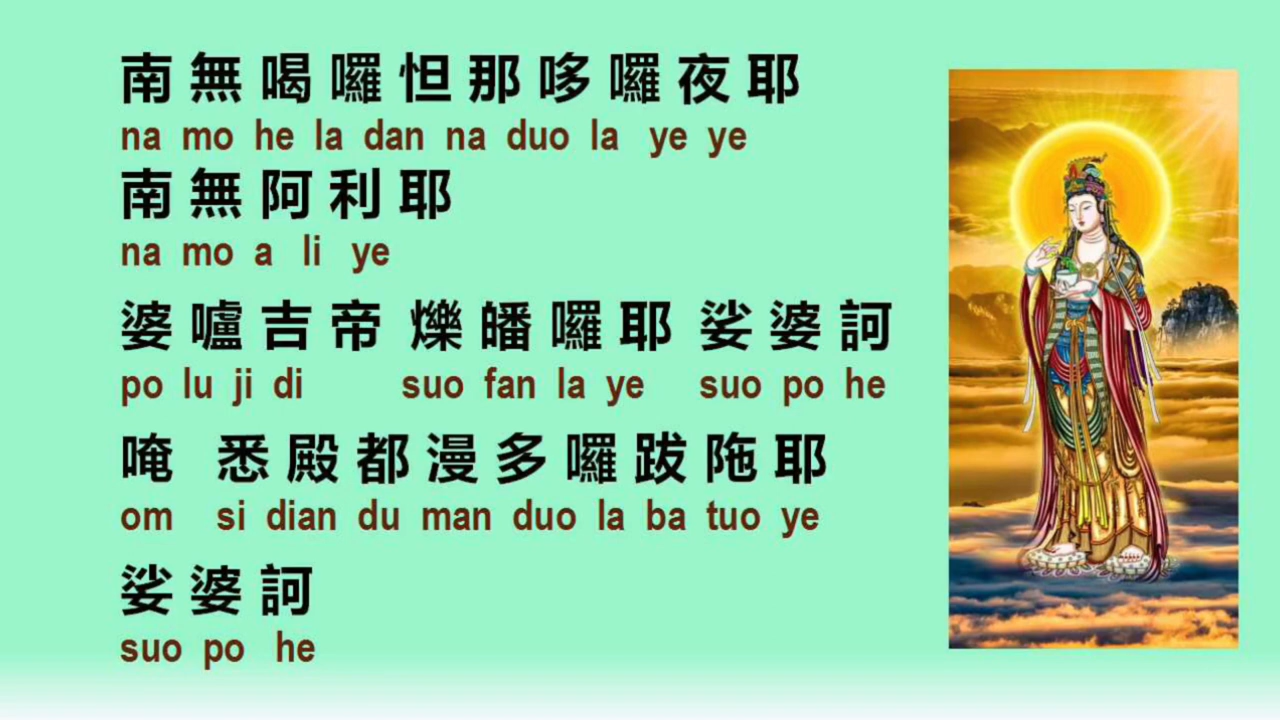 南無喝囉怛那哆囉夜耶
na mo he la dan na duo la ye ye
南無阿利耶
na mo a li ye
婆嚧吉帝 爍皤囉耶 娑婆訶
po lu ji di suo fan la ye suo po he
唵 悉殿都漫多囉跋陁耶
om si dian du man duo la ba tuo ye
娑婆訶
suo po he